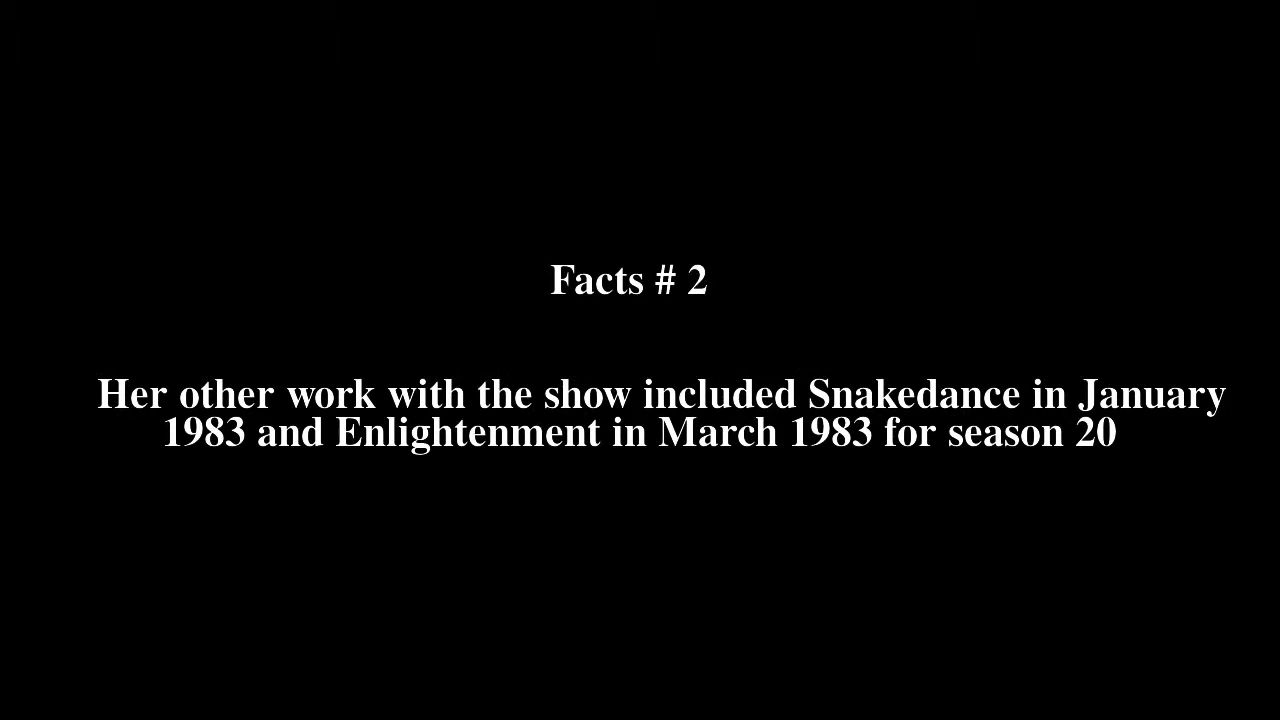 Facts # 2
Her other work with the show included Snakedance in January
1983 and Enlightenment in March 1983 for season 20